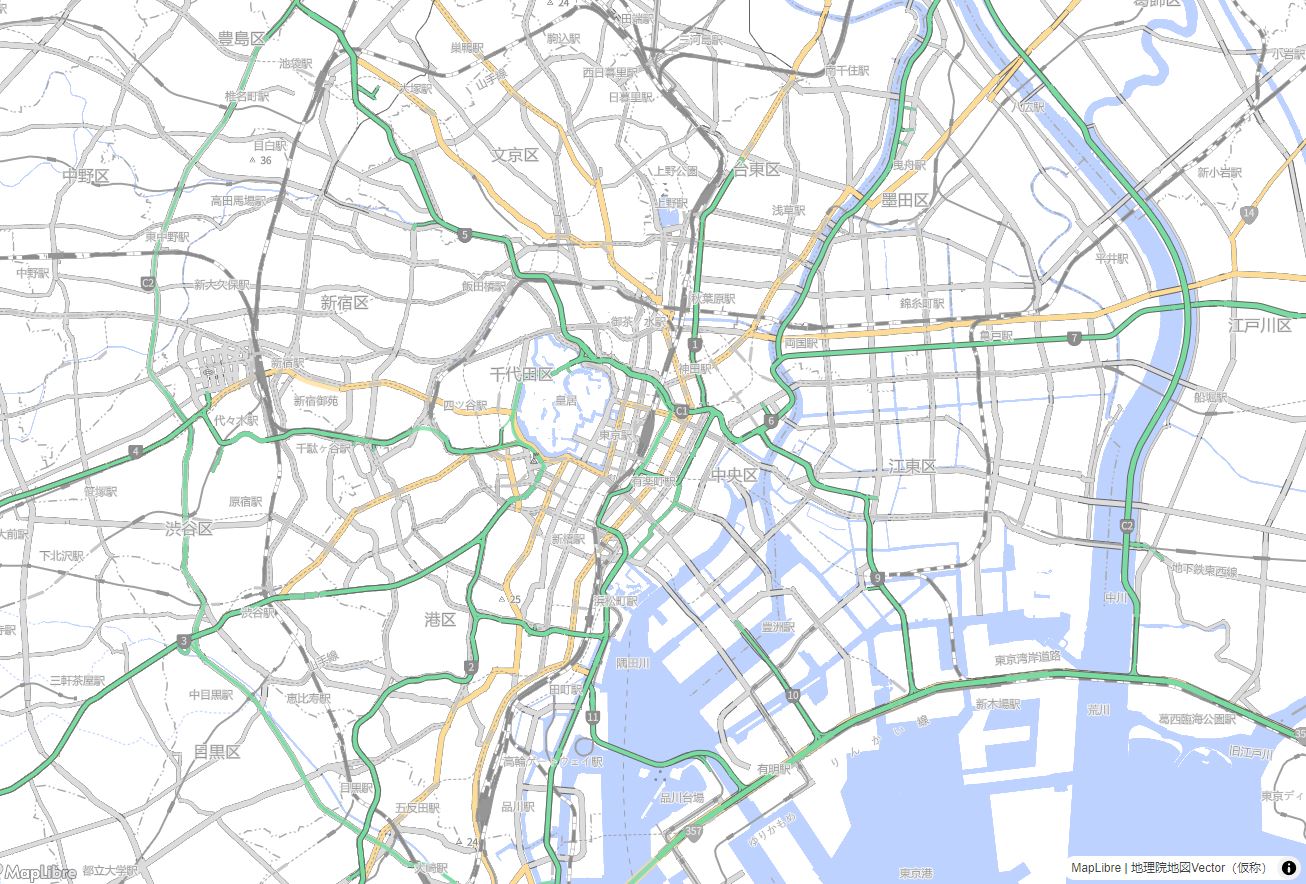 24
田端駅
葛飾区
豊島区
巣鴨駅
駒込駅
三河島駅
小岩駅
池袋駅
山手線
西日暮里駅
南千住駅
大塚駅
椎名町駅
日暮里駅
八広駅
目白駅
36
文京区
曳舟駅
中野区
上野公園
台東区
新小岩駅
高田馬場駅
上野駅
浅草駅
墨田区
14
東中野駅
5
平井駅
中野駅
C2
新大久保駅
飯田橋駅
新宿区
秋葉原駅
錦糸町駅
御茶ノ水駅
江戸川区
1
両国駅
亀戸駅
7
新宿駅
千代田区
神田駅
新宿御苑
四ツ谷駅
皇居
C1
船堀駅
代々木駅
6
東京駅
4
千駄ヶ谷駅
江東区
中央区
有楽町駅
笹塚駅
原宿駅
渋谷区
C2
大前駅
新橋駅
下北沢駅
地下鉄東西線
9
25
浜松町駅
中川
渋谷駅
港区
豊洲駅
3
山手線
隅田川
東京湾岸道路
2
三軒茶屋駅
中目黒駅
恵比寿駅
田町駅
10
新木場駅
荒川
11
葛西臨海公園駅
りんかい線
357
目黒区
旧江戸川
高輪ゲートウェイ駅
有明駅
目黒駅
品川台場
東京ディ
五反田駅
品川駅
357
ゆりかもめ
24
大崎駅
MapLibre
都立大学駅
東京港
MapLibre | 地理院地図Vector（仮称）